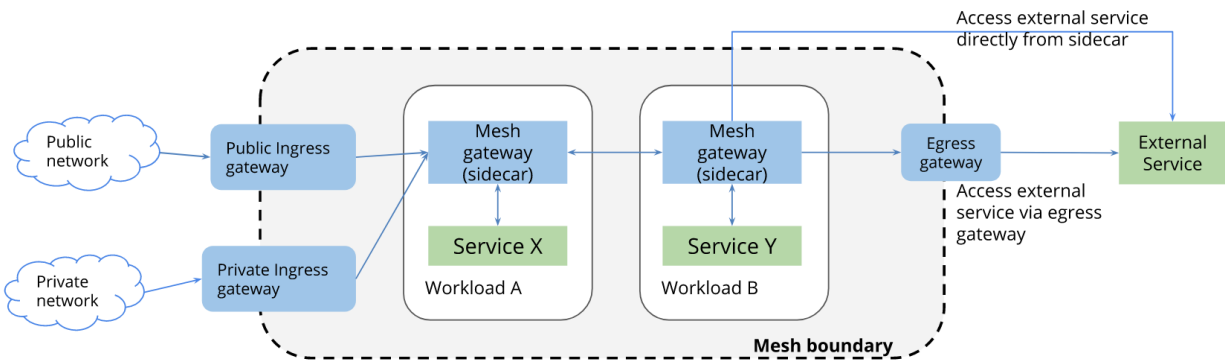 Access external service
directly from sidecar
Public
network
Public Ingress
gateway
Mesh
gateway
(sidecar)
Mesh
gateway
(sidecar)
Egress
gateway
External
Service
Access external
service via egress
gateway
Service X
Service Y
Private
network
Private Ingress
gateway
Workload A
Workload B
Mesh boundary